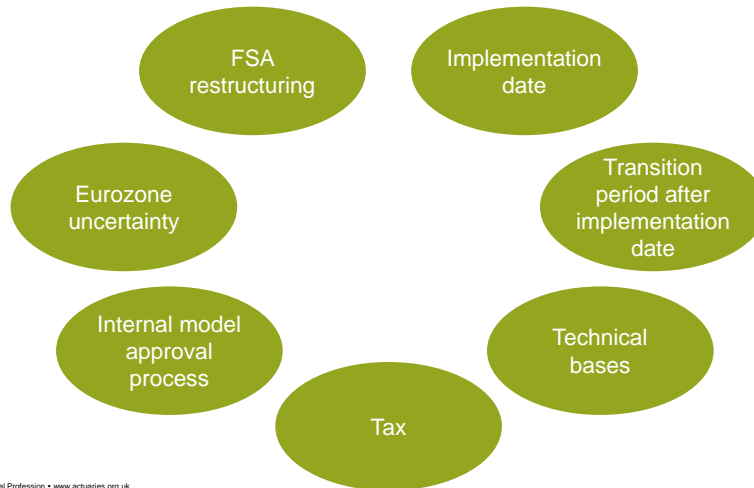 FSA
restructuring
Implementation
date
Eurozone
uncertainty
Transition
period after
implementation
date
Internal model
approval
process
Technical
bases
Tax
al Profession • www.actuaries.org.uk